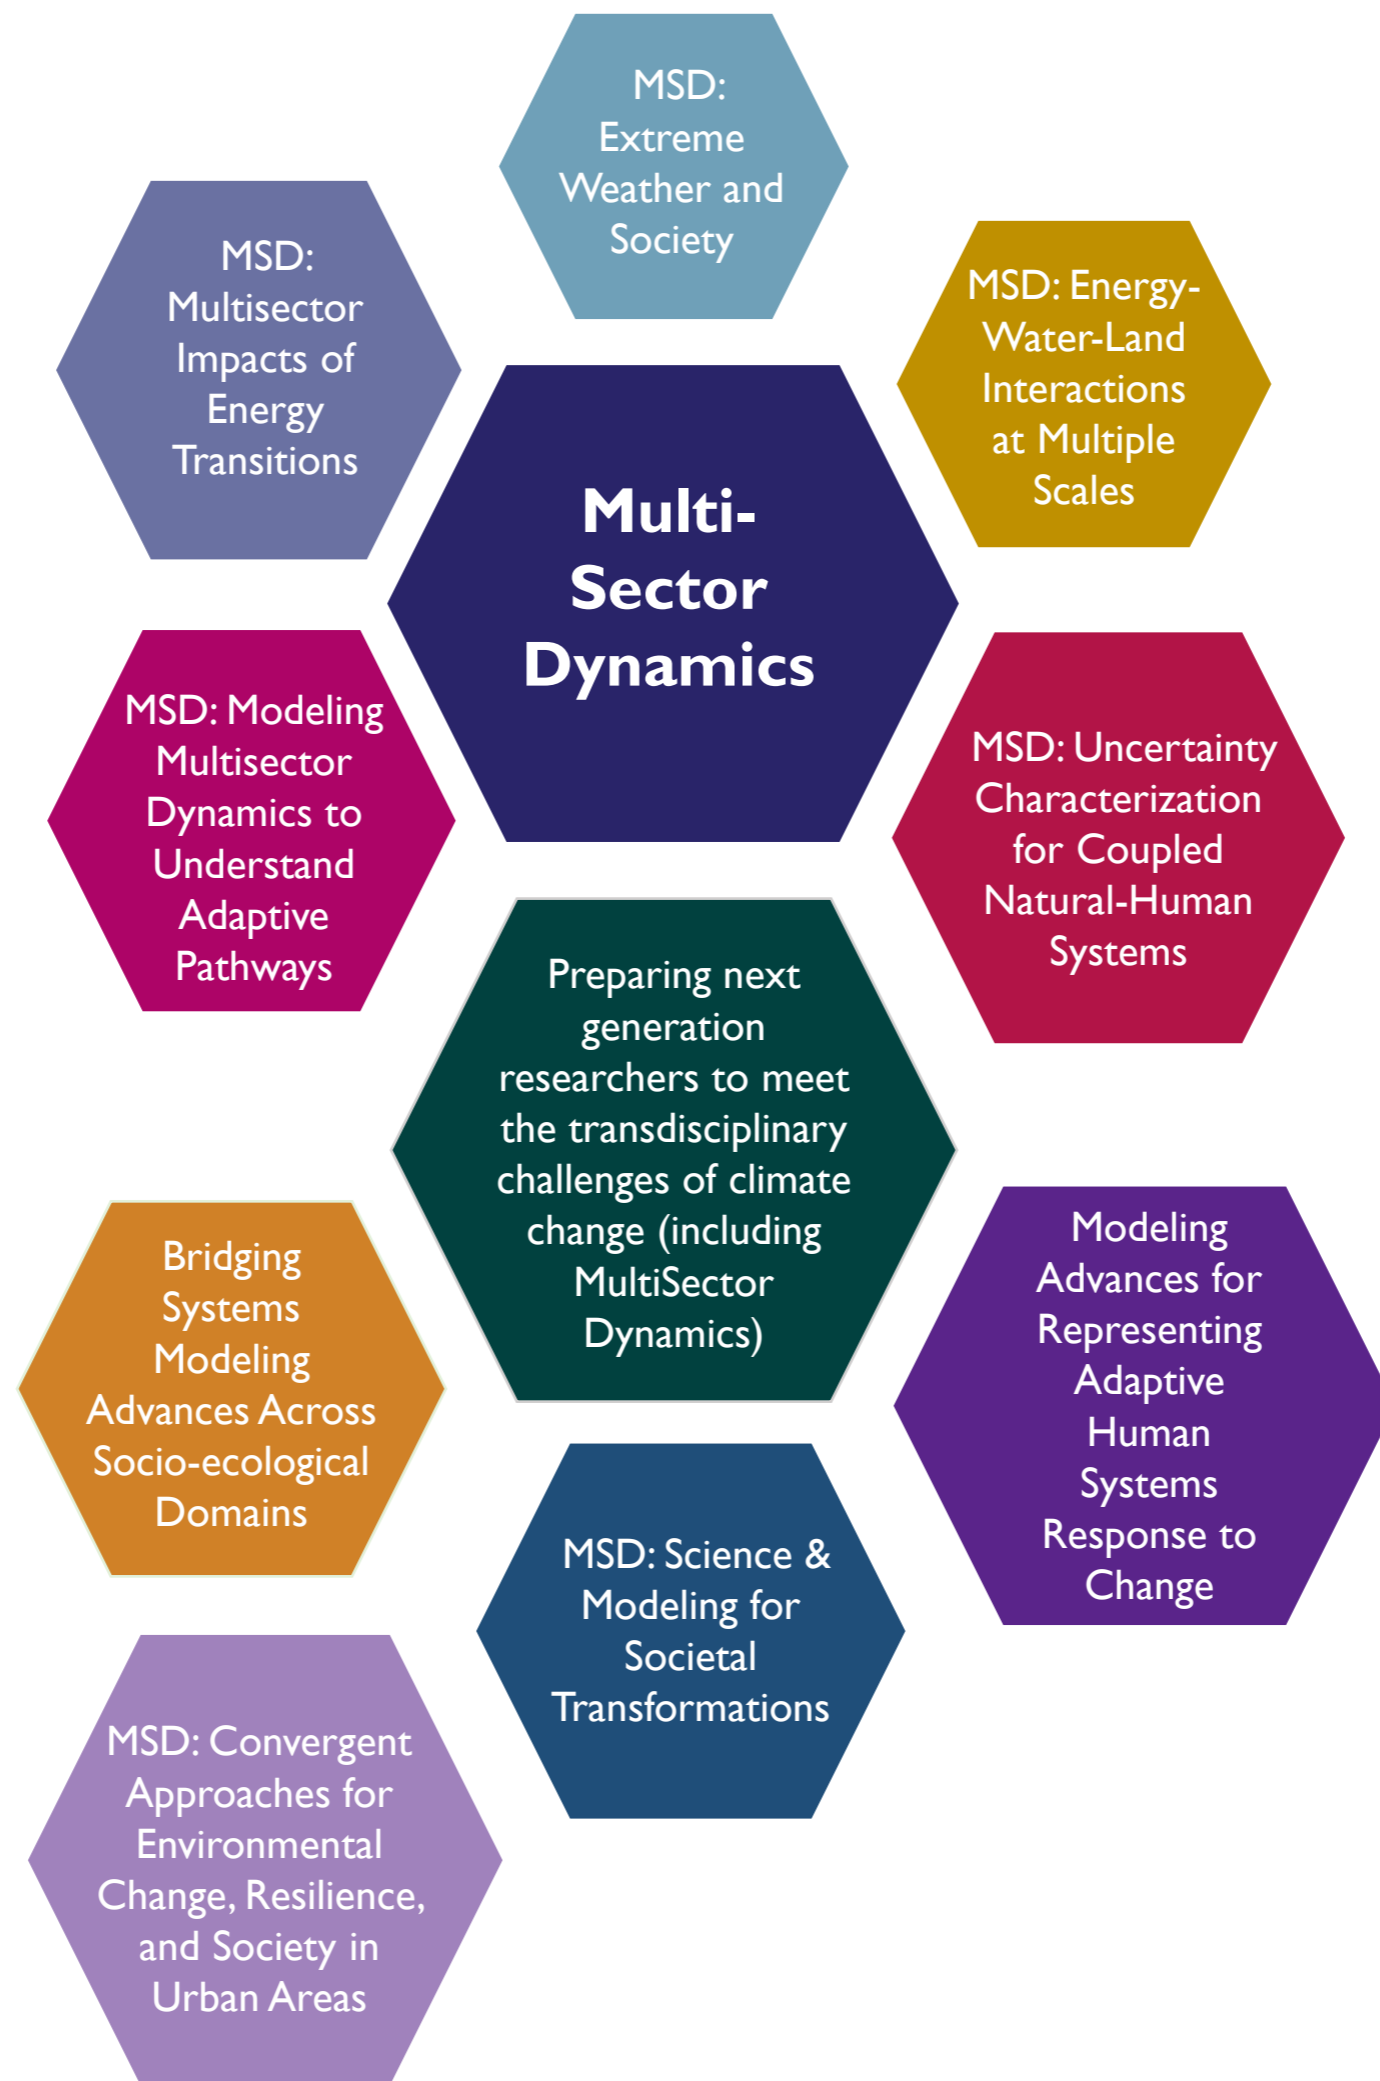 MSD:
Extreme
Weather and
Society
MSD:
Multisector
Impacts of
Energy
Transitions
MSD: Energy-
Water-Land
Interactions
at Multiple
Scales
Multi-
Sector
Dynamics
MSD: Modeling
Multisector
Dynamics to
Understand
Adaptive
Pathways
MSD: Uncertainty
Characterization
for Coupled
Natural-Human
Systems
Preparing next
generation
researchers to meet
the transdisciplinary
challenges of climate
change (including
MultiSector
Dynamics)
Bridging
Systems
Modeling
Advances Across
Socio-ecological
Domains
Modeling
Advances for
Representing
Adaptive
Human
Systems
Response to
Change
MSD: Science &
Modeling for
Societal
Transformations
MSD: Convergent
Approaches for
Environmental
Change, Resilience,
and Society in
Urban Areas